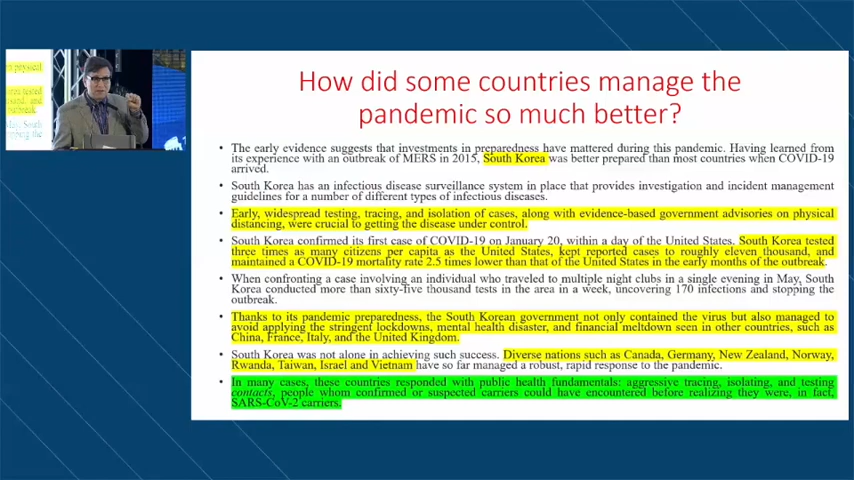 n physical
How did some countries manage the
pandemic so much better?
• The early evidence suggests that investments in preparedness have mattered during this pandemic. Having learned from
its experience with an outbreak of MERS in 2015, South Korea was better prepared than most countries when COVID-19
arrived.
• South Korea has an infectious disease surveillance system in place that provides investigation and incident management
guidelines for a number of different types of infectious diseases.
• Early, widespread testing, tracing, and isolation of cases, along with evidence-based government advisories on physical
distancing, were crucial to getting the disease under control.
• South Korea confirmed its first case of COVID-19 on January 20, within a day of the United States. South Korea tested
three times as many citizens per capita as the United States, kept reported cases to roughly eleven thousand, and
maintained a COVID-19 mortality rate 2.5 times lower than that of the United States in the early months of the outbreak.
• When confronting a case involving an individual who traveled to multiple night clubs in a single evening in May, South
Korea conducted more than sixty-five thousand tests in the area in a week, uncovering 170 infections and stopping the
outbreak.
• Thanks to its pandemic preparedness, the South Korean government not only contained the virus but also managed to
avoid applying the stringent lockdowns, mental health disaster, and financial meltdown seen in other countries, such as
China, France, Italy, and the United Kingdom.
• South Korea was not alone in achieving such success. Diverse nations such as Canada, Germany, New Zealand, Norway,
Rwanda, Taiwan, Israel and Vietnam have so far managed a robust, rapid response to the pandemic.
• In many cases, these countries responded with public health fundamentals: aggressive tracing, isolating, and testing
contacts, people whom confirmed or suspected carriers could have encountered before realizing they were, in fact,
SARS-CoV-2 carriers.